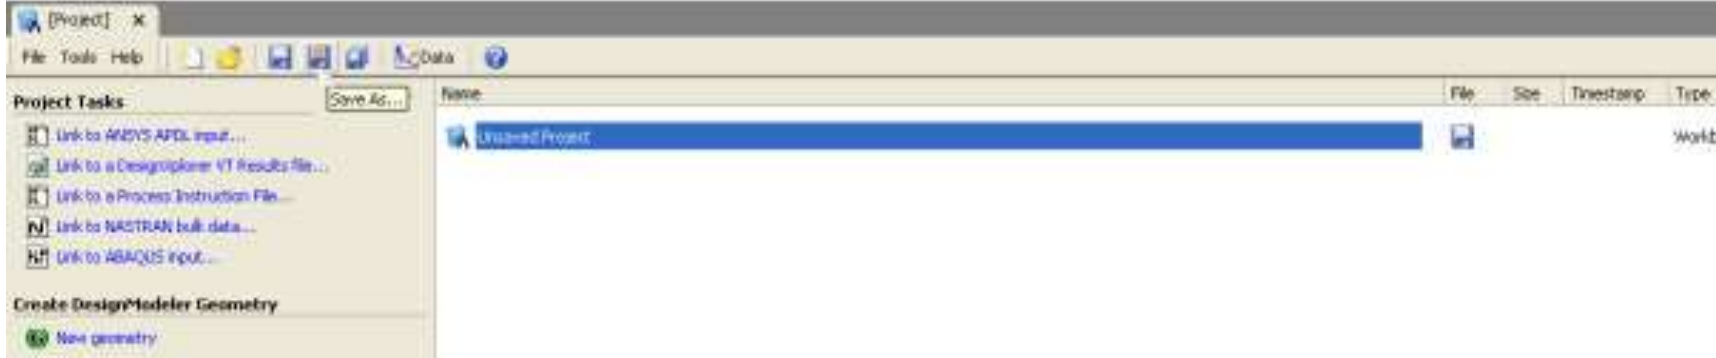 [Project]
File Tools Help Data
Save As...
Project Tasks
Link to ANSYS APDL input...
Link to a DesignXplorer VT Results file...
Link to a Process Instruction File...
Link to NASTRAN bulk data...
Link to ABAQUS input...
Create DesignModeler Geometry
New geometry
Name File Size Timestamp Type
Unsaved Project Workb